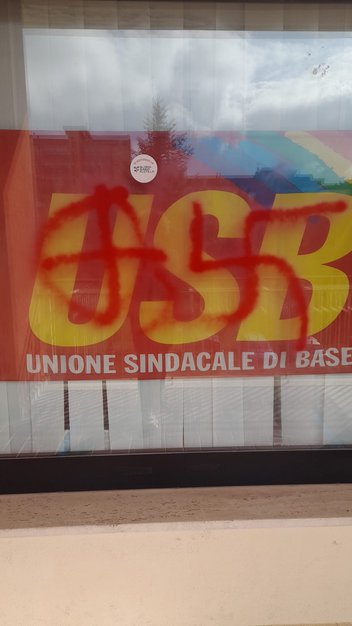 USB
UNIONE SINDACALE DI BASE